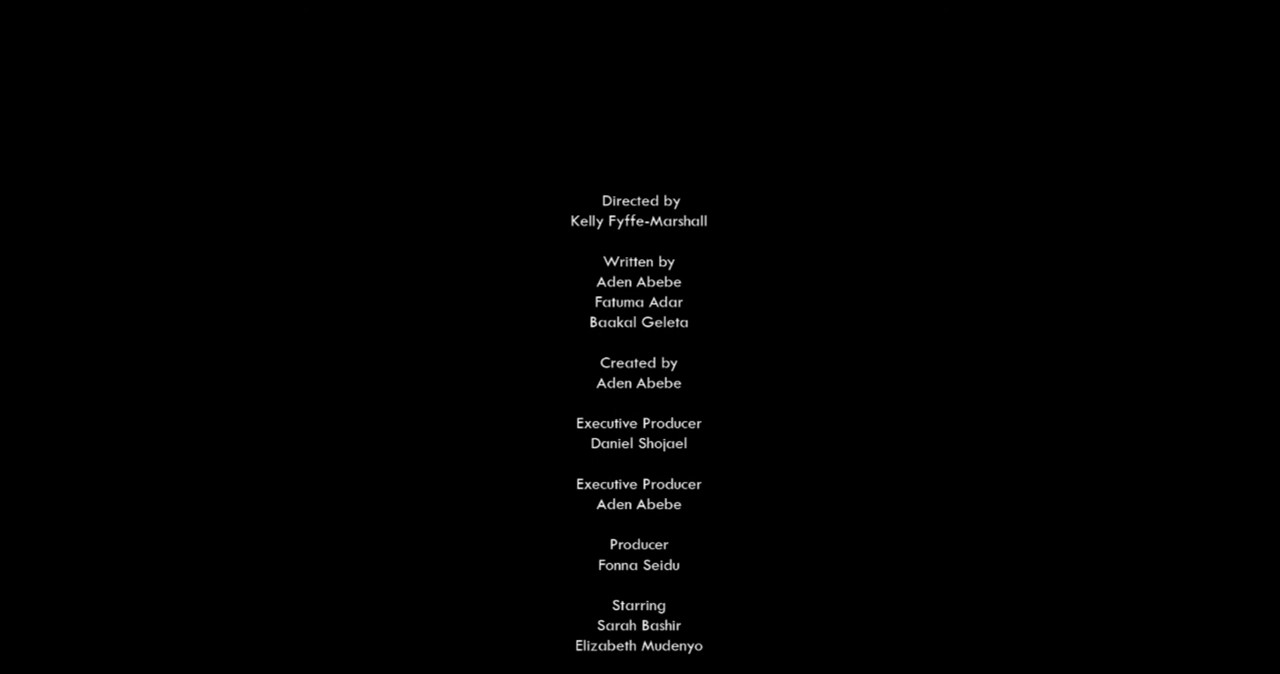 Directed by
Kelly Fyffe-Marshall
Written by
Aden Abebe
Fatuma Adar
Baakal Geleta
Created by
Aden Abebe
Executive Producer
Daniel Shojael
Executive Producer
Aden Abebe
Producer
Fonna Seidu
Starring
Sarah Bashir
Elizabeth Mudenyo